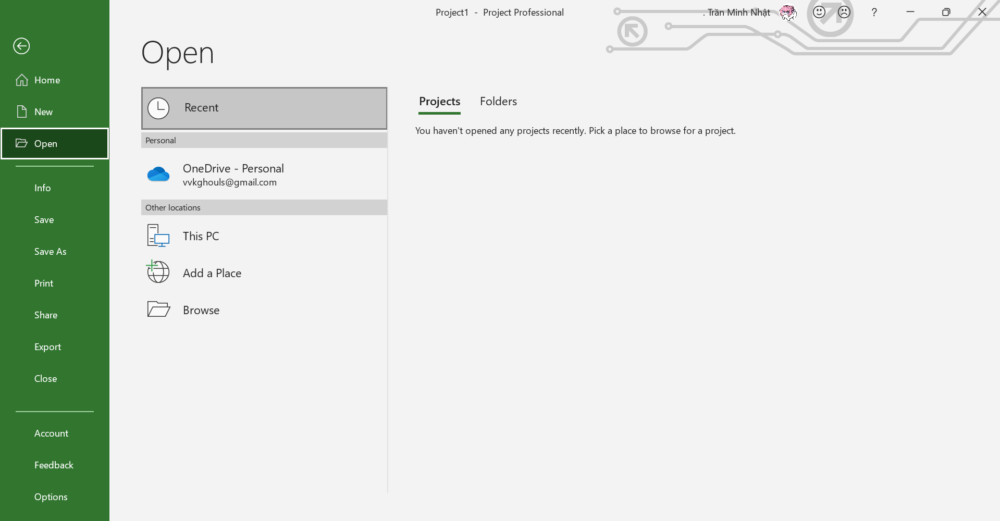 Project1 - Project Professional
. Trần Minh Nhật
?
Home
New
Open
Info
Save
Save As
Print
Share
Export
Close
Account
Feedback
Options
Open
Recent
Personal
OneDrive - Personal
vvkghouls@gmail.com
Other locations
This PC
Add a Place
Browse
Projects
Folders
You haven't opened any projects recently. Pick a place to browse for a project.